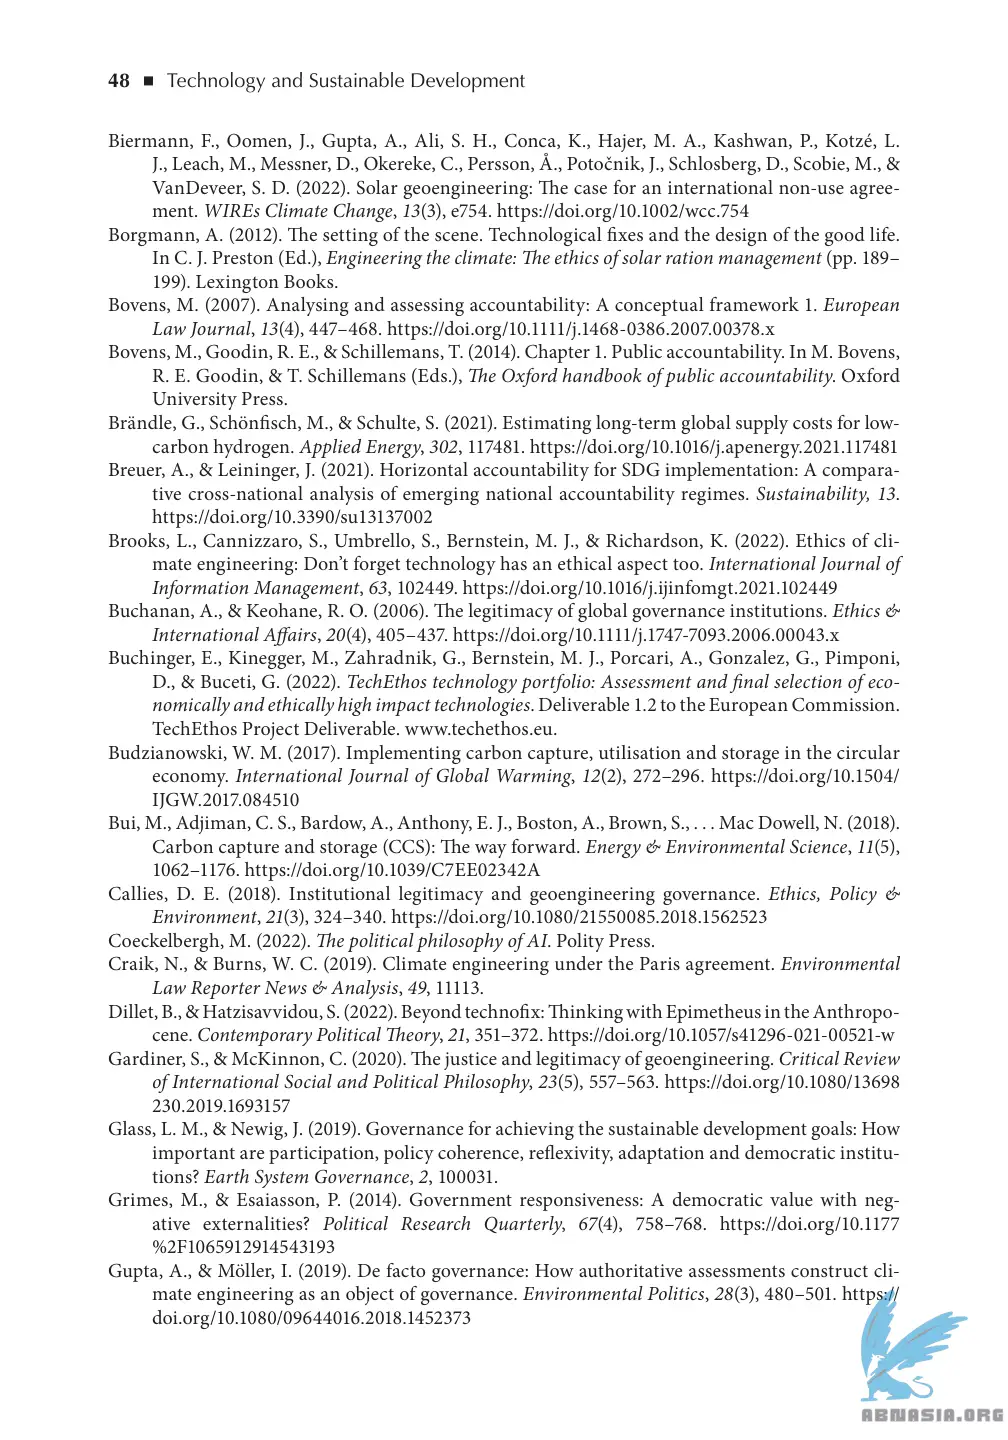 48 ■ Technology and Sustainable Development
Biermann, F., Oomen, J., Gupta, A., Ali, S. H., Conca, K., Hajer, M. A., Kashwan, P., Kotzé, L.
J., Leach, M., Messner, D., Okereke, C., Persson, Å., Potočnik, J., Schlosberg, D., Scobie, M., &
VanDeveer, S. D. (2022). Solar geoengineering: The case for an international non-use agree-
ment. WIREs Climate Change, 13(3), e754. https://doi.org/10.1002/wcc.754
Borgmann, A. (2012). The setting of the scene. Technological fixes and the design of the good life.
In C. J. Preston (Ed.), Engineering the climate: The ethics of solar ration management (pp. 189–
199). Lexington Books.
Bovens, M. (2007). Analysing and assessing accountability: A conceptual framework 1. European
Law Journal, 13(4), 447–468. https://doi.org/10.1111/j.1468-0386.2007.00378.x
Bovens, M., Goodin, R. E., & Schillemans, T. (2014). Chapter 1. Public accountability. In M. Bovens,
R. E. Goodin, & T. Schillemans (Eds.), The Oxford handbook of public accountability. Oxford
University Press.
Brändle, G., Schönfisch, M., & Schulte, S. (2021). Estimating long-term global supply costs for low-
carbon hydrogen. Applied Energy, 302, 117481. https://doi.org/10.1016/j.apenergy.2021.117481
Breuer, A., & Leininger, J. (2021). Horizontal accountability for SDG implementation: A compara-
tive cross-national analysis of emerging national accountability regimes. Sustainability, 13.
https://doi.org/10.3390/su13137002
Brooks, L., Cannizzaro, S., Umbrello, S., Bernstein, M. J., & Richardson, K. (2022). Ethics of cli-
mate engineering: Don’t forget technology has an ethical aspect too. International Journal of
Information Management, 63, 102449. https://doi.org/10.1016/j.ijinfomgt.2021.102449
Buchanan, A., & Keohane, R. O. (2006). The legitimacy of global governance institutions. Ethics &
International Affairs, 20(4), 405–437. https://doi.org/10.1111/j.1747-7093.2006.00043.x
Buchinger, E., Kinegger, M., Zahradnik, G., Bernstein, M. J., Porcari, A., Gonzalez, G., Pimponi,
D., & Buceti, G. (2022). TechEthos technology portfolio: Assessment and final selection of eco-
nomically and ethically high impact technologies. Deliverable 1.2 to the European Commission.
TechEthos Project Deliverable. www.techethos.eu.
Budzianowski, W. M. (2017). Implementing carbon capture, utilisation and storage in the circular
economy. International Journal of Global Warming, 12(2), 272–296. https://doi.org/10.1504/
IJGW.2017.084510
Bui, M., Adjiman, C. S., Bardow, A., Anthony, E. J., Boston, A., Brown, S., . . . Mac Dowell, N. (2018).
Carbon capture and storage (CCS): The way forward. Energy & Environmental Science, 11(5),
1062–1176. https://doi.org/10.1039/C7EE02342A
Callies, D. E. (2018). Institutional legitimacy and geoengineering governance. Ethics, Policy &
Environment, 21(3), 324–340. https://doi.org/10.1080/21550085.2018.1562523
Coeckelbergh, M. (2022). The political philosophy of AI. Polity Press.
Craik, N., & Burns, W. C. (2019). Climate engineering under the Paris agreement. Environmental
Law Reporter News & Analysis, 49, 11113.
Dillet, B., & Hatzisavvidou, S. (2022). Beyond technofix: Thinking with Epimetheus in the Anthropo-
cene. Contemporary Political Theory, 21, 351–372. https://doi.org/10.1057/s41296-021-00521-w
Gardiner, S., & McKinnon, C. (2020). The justice and legitimacy of geoengineering. Critical Review
of International Social and Political Philosophy, 23(5), 557–563. https://doi.org/10.1080/13698
230.2019.1693157
Glass, L. M., & Newig, J. (2019). Governance for achieving the sustainable development goals: How
important are participation, policy coherence, reflexivity, adaptation and democratic institu-
tions? Earth System Governance, 2, 100031.
Grimes, M., & Esaiasson, P. (2014). Government responsiveness: A democratic value with neg-
ative externalities? Political Research Quarterly, 67(4), 758–768. https://doi.org/10.1177
%2F1065912914543193
Gupta, A., & Möller, I. (2019). De facto governance: How authoritative assessments construct cli-
mate engineering as an object of governance. Environmental Politics, 28(3), 480–501. https://
doi.org/10.1080/09644016.2018.1452373
ABNASIA.ORG